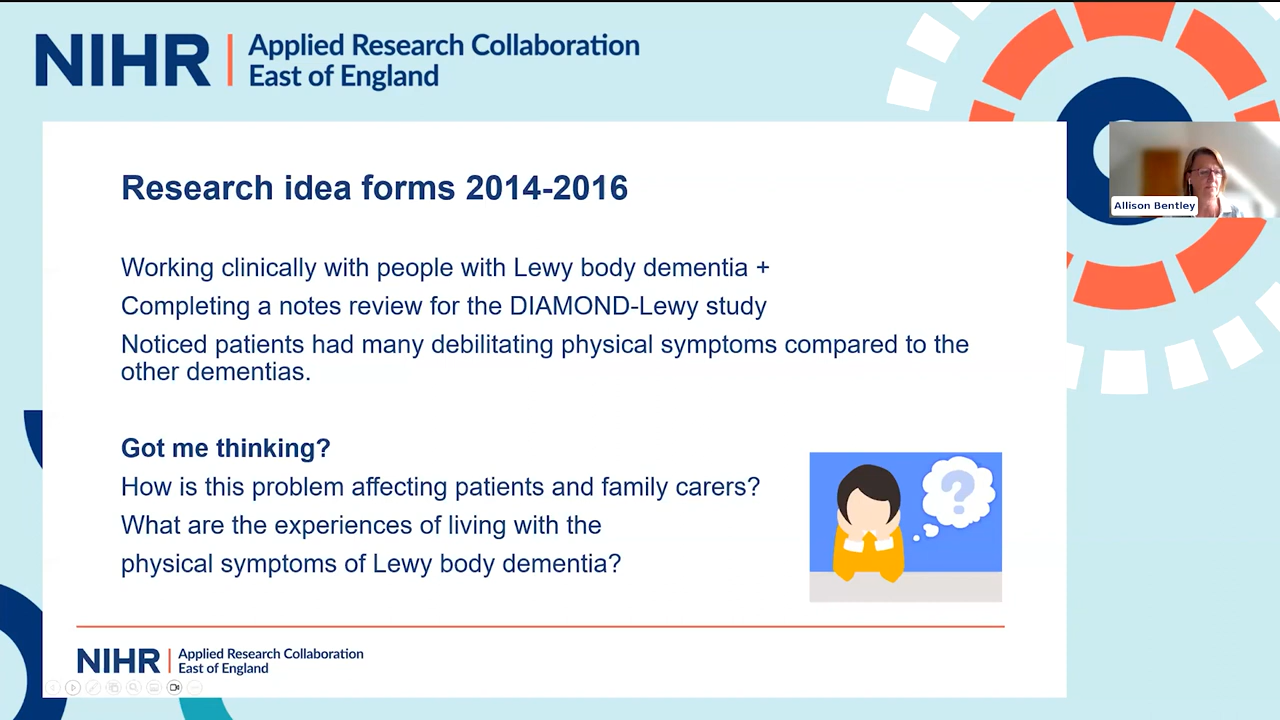 NIHR | Applied Research Collaboration
East of England
Allison Bentley
Research idea forms 2014-2016
Working clinically with people with Lewy body dementia +
Completing a notes review for the DIAMOND-Lewy study
Noticed patients had many debilitating physical symptoms compared to the
other dementias.
Got me thinking?
How is this problem affecting patients and family carers?
What are the experiences of living with the
physical symptoms of Lewy body dementia?
?
NIHR | Applied Research Collaboration
East of England